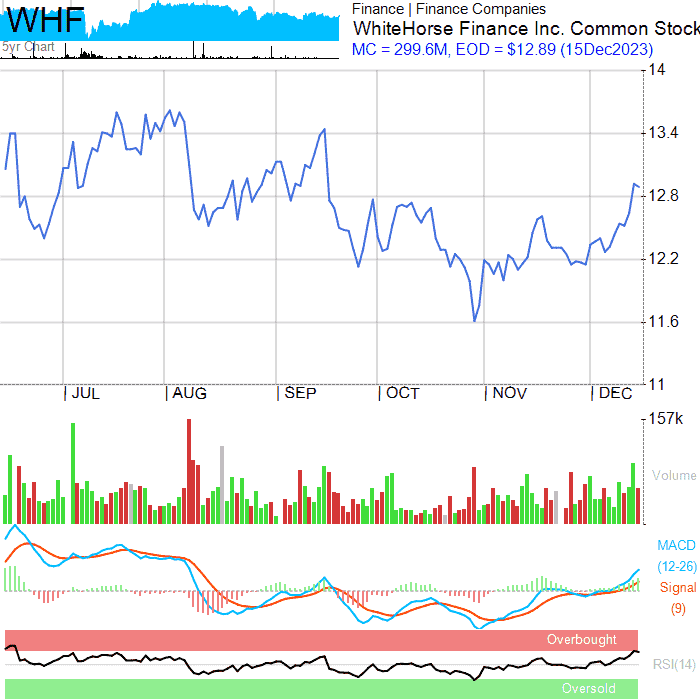 WHF
5yr Chart
Finance | Finance Companies
WhiteHorse Finance Inc. Common Stock
MC = 299.6M, EOD = $12.89 (15Dec2023)
14
13.4
12.8
12.2
11.6
11
| JUL | AUG | SEP | OCT | NOV | DEC
157k
Volume
MACD
(12-26)
Signal
(9)
Overbought
RSI(14)
Oversold